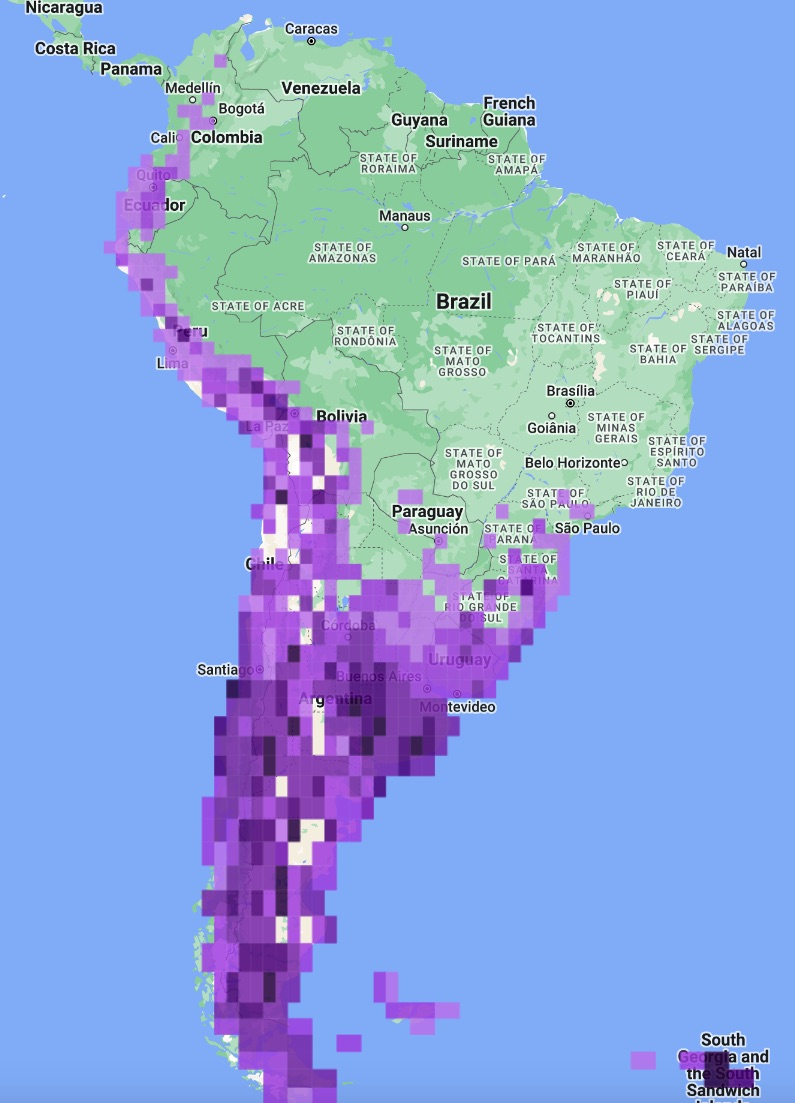 Nicaragua
Costa Rica
Panama
Caracas
Medellín
Venezuela
Bogotá
Cali
Colombia
Guyana
French
Guiana
Suriname
STATE OF
RORAIMA
STATE OF
AMAPÁ
Quito
Ecuador
Manaus
STATE OF
AMAZONAS
STATE OF PARÁ
STATE OF
MARANHÃO
STATE OF
CEARÁ
Natal
STATE OF
PARAÍBA
STATE OF
PIAUÍ
STATE OF ACRE
Brazil
STATE OF
ALAGOAS
STATE OF
SERGIPE
Peru
Lima
STATE OF
RONDÔNIA
STATE OF
TOCANTINS
STATE OF
MATO
GROSSO
STATE OF
BAHIA
Brasília
La Paz
Bolivia
Goiânia
STATE OF
MINAS
GERAIS
STATE OF
ESPÍRITO
SANTO
STATE OF
MATO
GROSSO
DO SUL
Belo Horizonte
STATE OF
RIO DE
JANEIRO
STATE OF
SÃO PAULO
São Paulo
Paraguay
Asunción
STATE OF
PARANÁ
STATE OF
SANTA
CATARINA
Chile
STATE OF
RIO GRANDE
DO SUL
Córdoba
Santiago
Uruguay
Buenos Aires
Argentina
Montevideo
South
Georgia and
the South
Sandwich